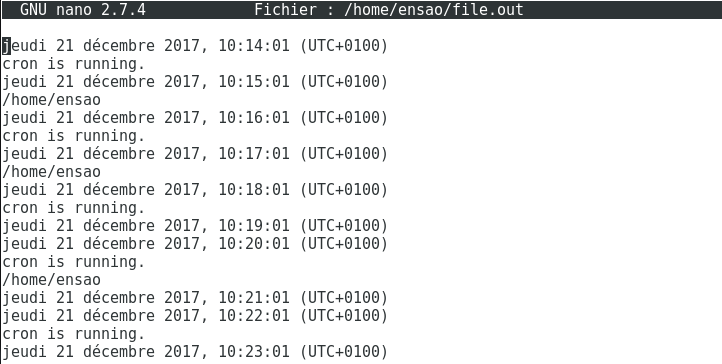 GNU nano 2.7.4 Fichier : /home/ensao/file.out
jeudi 21 décembre 2017, 10:14:01 (UTC+0100)
cron is running.
jeudi 21 décembre 2017, 10:15:01 (UTC+0100)
/home/ensao
jeudi 21 décembre 2017, 10:16:01 (UTC+0100)
cron is running.
jeudi 21 décembre 2017, 10:17:01 (UTC+0100)
/home/ensao
jeudi 21 décembre 2017, 10:18:01 (UTC+0100)
cron is running.
jeudi 21 décembre 2017, 10:19:01 (UTC+0100)
jeudi 21 décembre 2017, 10:20:01 (UTC+0100)
cron is running.
/home/ensao
jeudi 21 décembre 2017, 10:21:01 (UTC+0100)
jeudi 21 décembre 2017, 10:22:01 (UTC+0100)
cron is running.
jeudi 21 décembre 2017, 10:23:01 (UTC+0100)